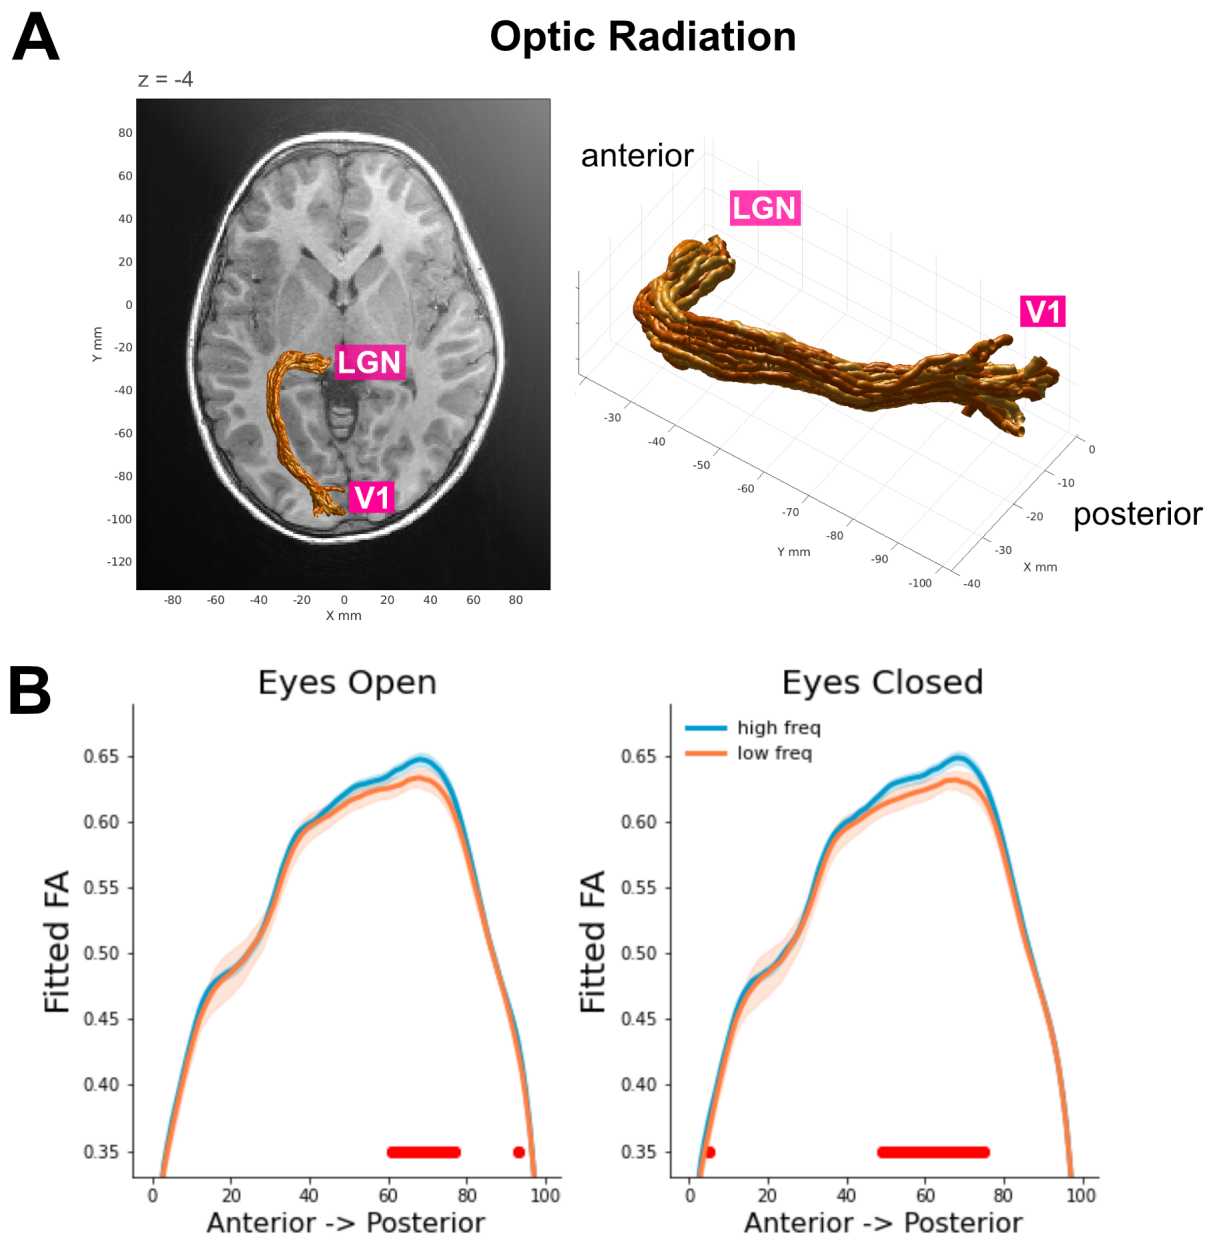 A
Optic Radiation
z = -4
80
60
40
20
0
-20
-40
-60
-80
-100
-120
Y mm
-80 -60 -40 -20 0 20 40 60 80
X mm
LGN
V1
anterior
LGN
V1
posterior
-30
-40
-50
-60
-70
-80
-90
-100
Y mm
0
-10
-20
-30
-40
X mm
B
Eyes Open
0.65
0.60
0.55
0.50
0.45
0.40
0.35
Fitted FA
0 20 40 60 80 100
Anterior -> Posterior
Eyes Closed
high freq
low freq
0.65
0.60
0.55
0.50
0.45
0.40
0.35
Fitted FA
0 20 40 60 80 100
Anterior -> Posterior